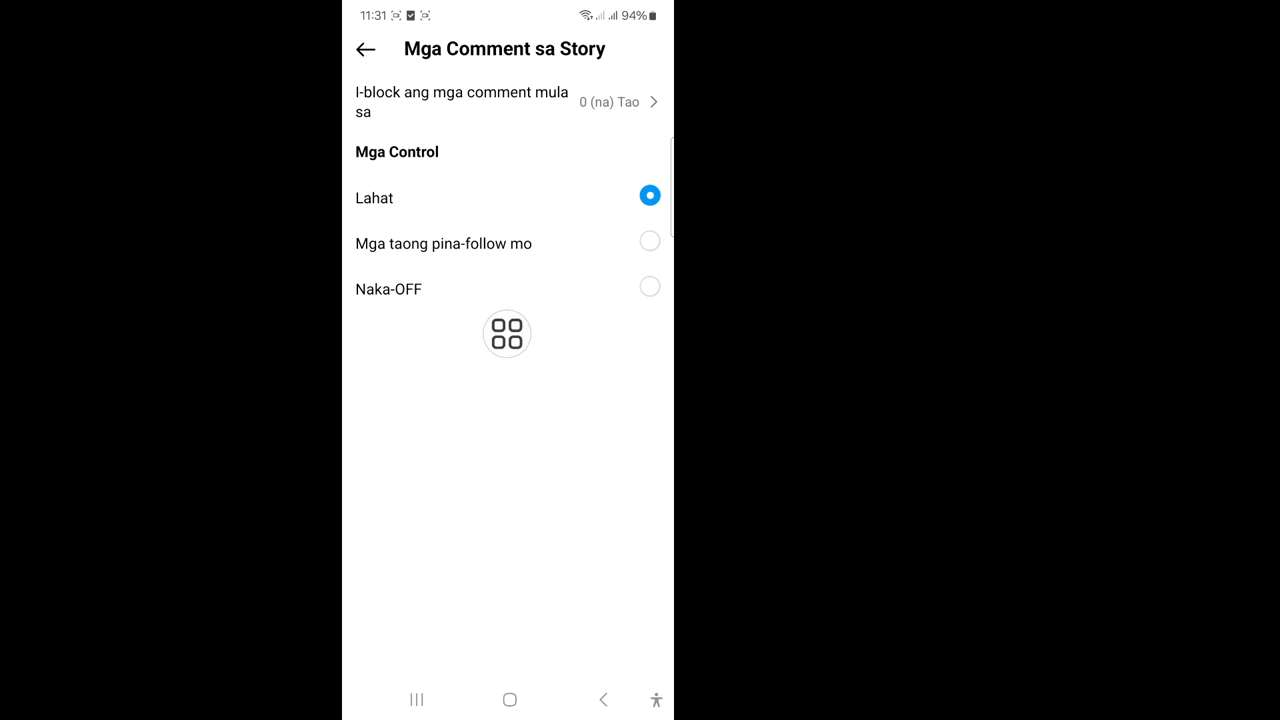 11:31
94%
Mga Comment sa Story
I-block ang mga comment mula
sa
0 (na) Tao
Mga Control
Lahat
Mga taong pina-follow mo
Naka-OFF